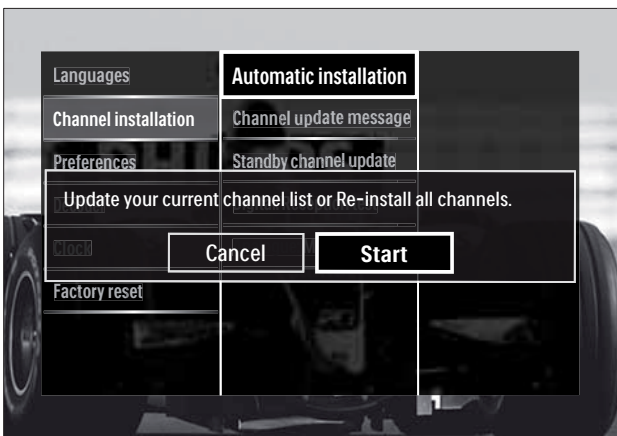 Languages
Automatic installation
Channel installation
Channel update message
Preferences
Standby channel update
Update your current channel list or Re-install all channels.
Clock
Cancel
Start
Factory reset